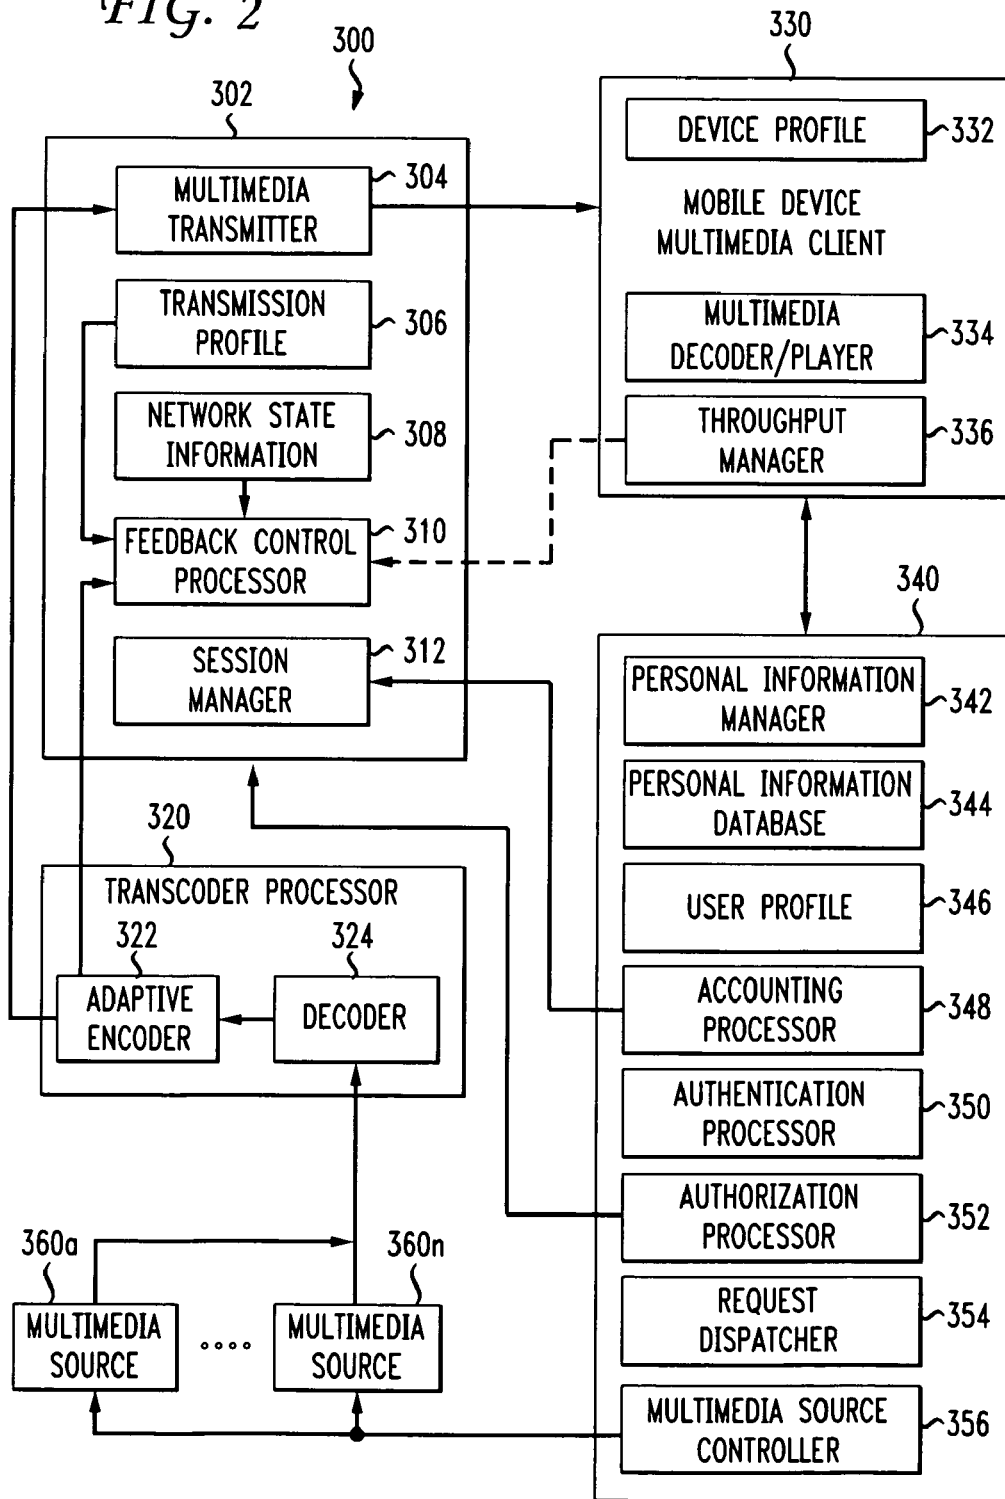 FIG. 2
300
302
MULTIMEDIA
TRANSMITTER
304
TRANSMISSION
PROFILE
306
NETWORK STATE
INFORMATION
308
FEEDBACK CONTROL
PROCESSOR
310
SESSION
MANAGER
312
320
TRANSCODER PROCESSOR
322
ADAPTIVE
ENCODER
324
DECODER
360a
MULTIMEDIA
SOURCE
360n
MULTIMEDIA
SOURCE
330
DEVICE PROFILE
332
MOBILE DEVICE
MULTIMEDIA CLIENT
MULTIMEDIA
DECODER/PLAYER
334
THROUGHPUT
MANAGER
336
340
PERSONAL INFORMATION
MANAGER
342
PERSONAL INFORMATION
DATABASE
344
USER PROFILE
346
ACCOUNTING
PROCESSOR
348
AUTHENTICATION
PROCESSOR
350
AUTHORIZATION
PROCESSOR
352
REQUEST
DISPATCHER
354
MULTIMEDIA SOURCE
CONTROLLER
356